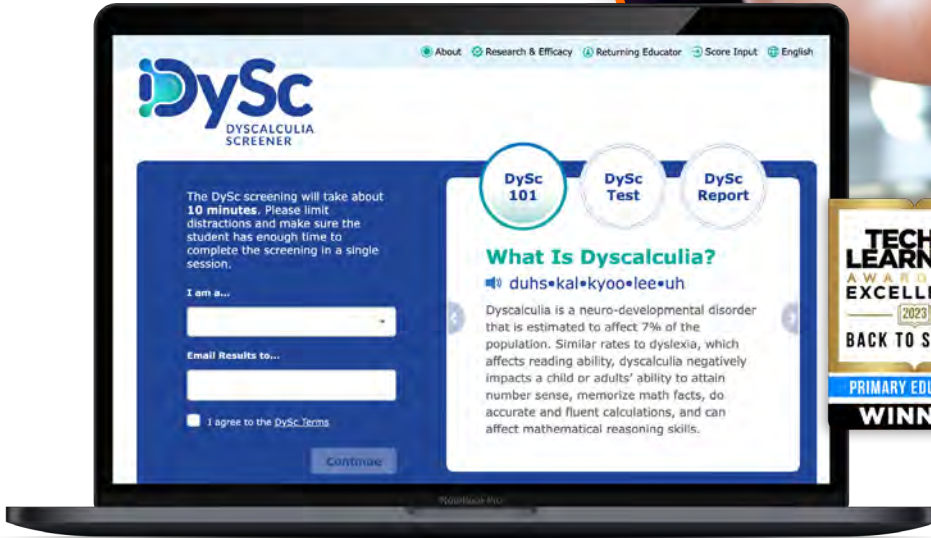 About Research & Efficacy Returning Educator Score Input English
DySc
DYSCALCULIA
SCREENER
The DySc screening will take about
10 minutes. Please limit
distractions and make sure the
student has enough time to
complete the screening in a single
session.
I am a...
Email Results to...
I agree to the DySc Terms
Continue
DySc
101
DySc
Test
DySc
Report
What Is Dyscalculia?
duhs•kal•kyoo•lee•uh
Dyscalculia is a neuro-developmental disorder
that is estimated to affect 7% of the
population. Similar rates to dyslexia, which
affects reading ability, dyscalculia negatively
impacts a child or adults' ability to attain
number sense, memorize math facts, do
accurate and fluent calculations, and can
affect mathematical reasoning skills.
TECH
LEARN
AWAR
EXCELLE
2023
BACK TO S
PRIMARY EDU
WINN